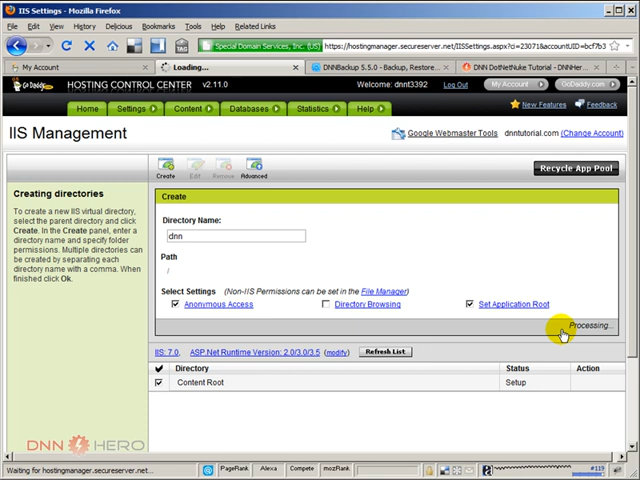 IIS Settings - Mozilla Firefox
File Edit View History Delicious Bookmarks Tools Help Related Links
Special Domain Services, Inc. (US) https://hostingmanager.secureserver.net/IISSettings.aspx?ci=23071&accountUID=bcf7b3
My Account Loading... DNNBackup 5.5.0 - Backup, Restore... DNN DotNetNuke Tutorial - DNNHer...
Go Daddy.com HOSTING CONTROL CENTER v2.11.0 Welcome: dnnt3392 Log Out My Account GoDaddy.com
Home Settings Content Databases Statistics Help New Features Feedback
IIS Management Google Webmaster Tools dnntutorial.com (Change Account)
Create Edit Remove Advanced Recycle App Pool
Creating directories
To create a new IIS virtual directory,
select the parent directory and click
Create. In the Create panel, enter a
directory name and specify folder
permissions. Multiple directories can
be created by separating each
directory name with a comma. When
finished click Ok.
Create
Directory Name:
dnn
Path
/
Select Settings (Non-IIS Permissions can be set in the File Manager)
Anonymous Access Directory Browsing Set Application Root
Processing...
IIS: 7.0, ASP.Net Runtime Version: 2.0/3.0/3.5 (modify) Refresh List
Directory Status Action
Content Root Setup
DNN HERO
Waiting for hostingmanager.secureserver.net... PageRank Alexa Compete mozRank #119